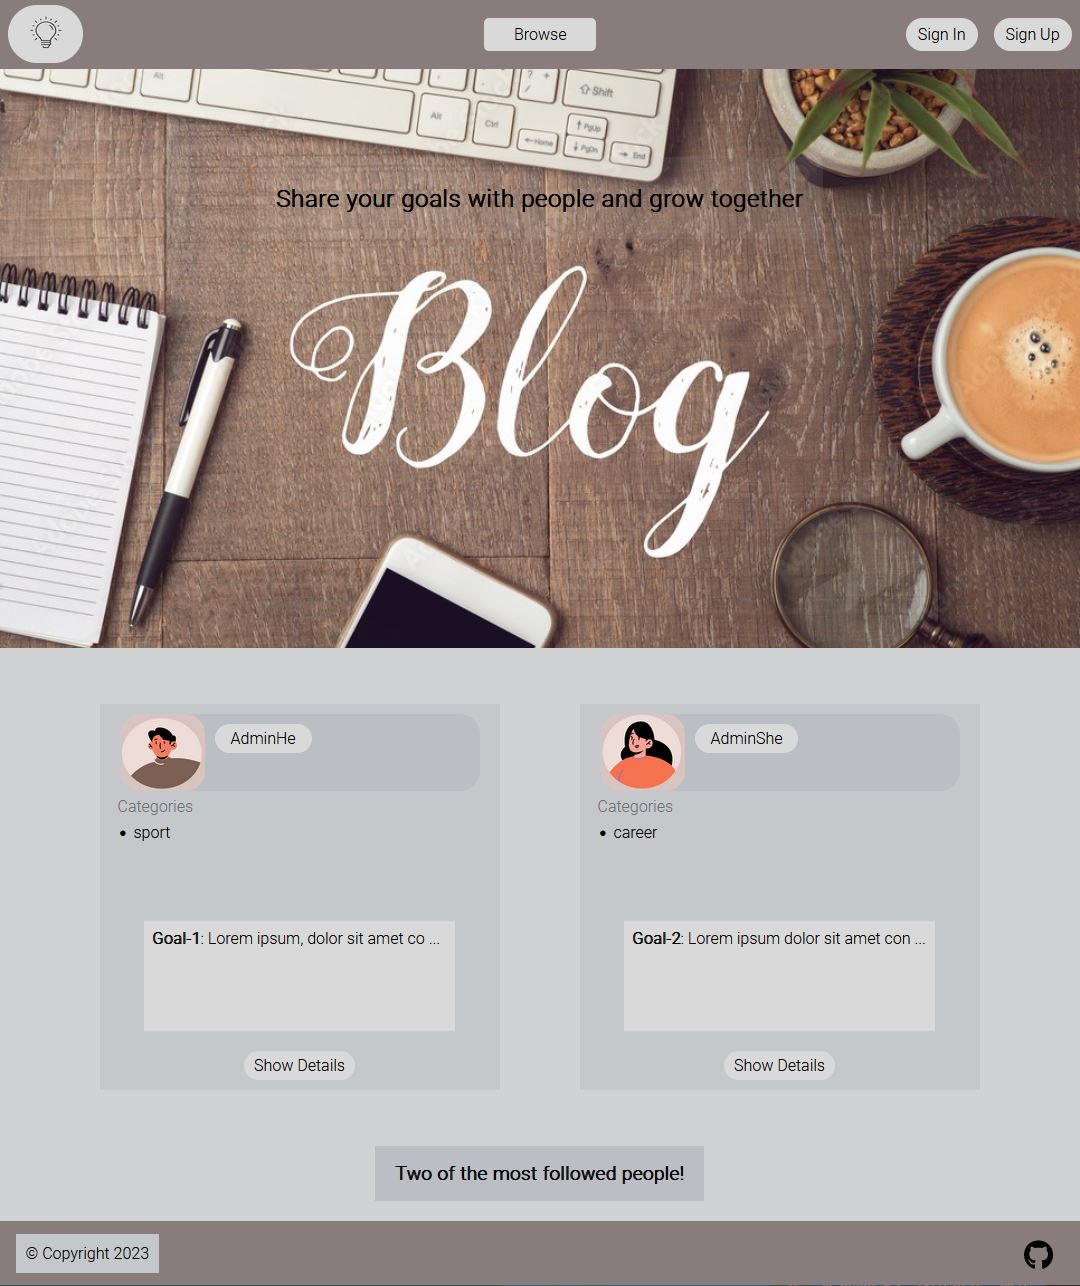 Browse
Sign In
Sign Up
Alt
Alt
Ctrl
? +
/
Shift
PgUp
Home
PgDn
End
Share your goals with people and grow together
Blog
AdminHe
Categories
• sport
Goal-1: Lorem ipsum, dolor sit amet co ...
Show Details
AdminShe
Categories
• career
Goal-2: Lorem ipsum dolor sit amet con ...
Show Details
Two of the most followed people!
© Copyright 2023